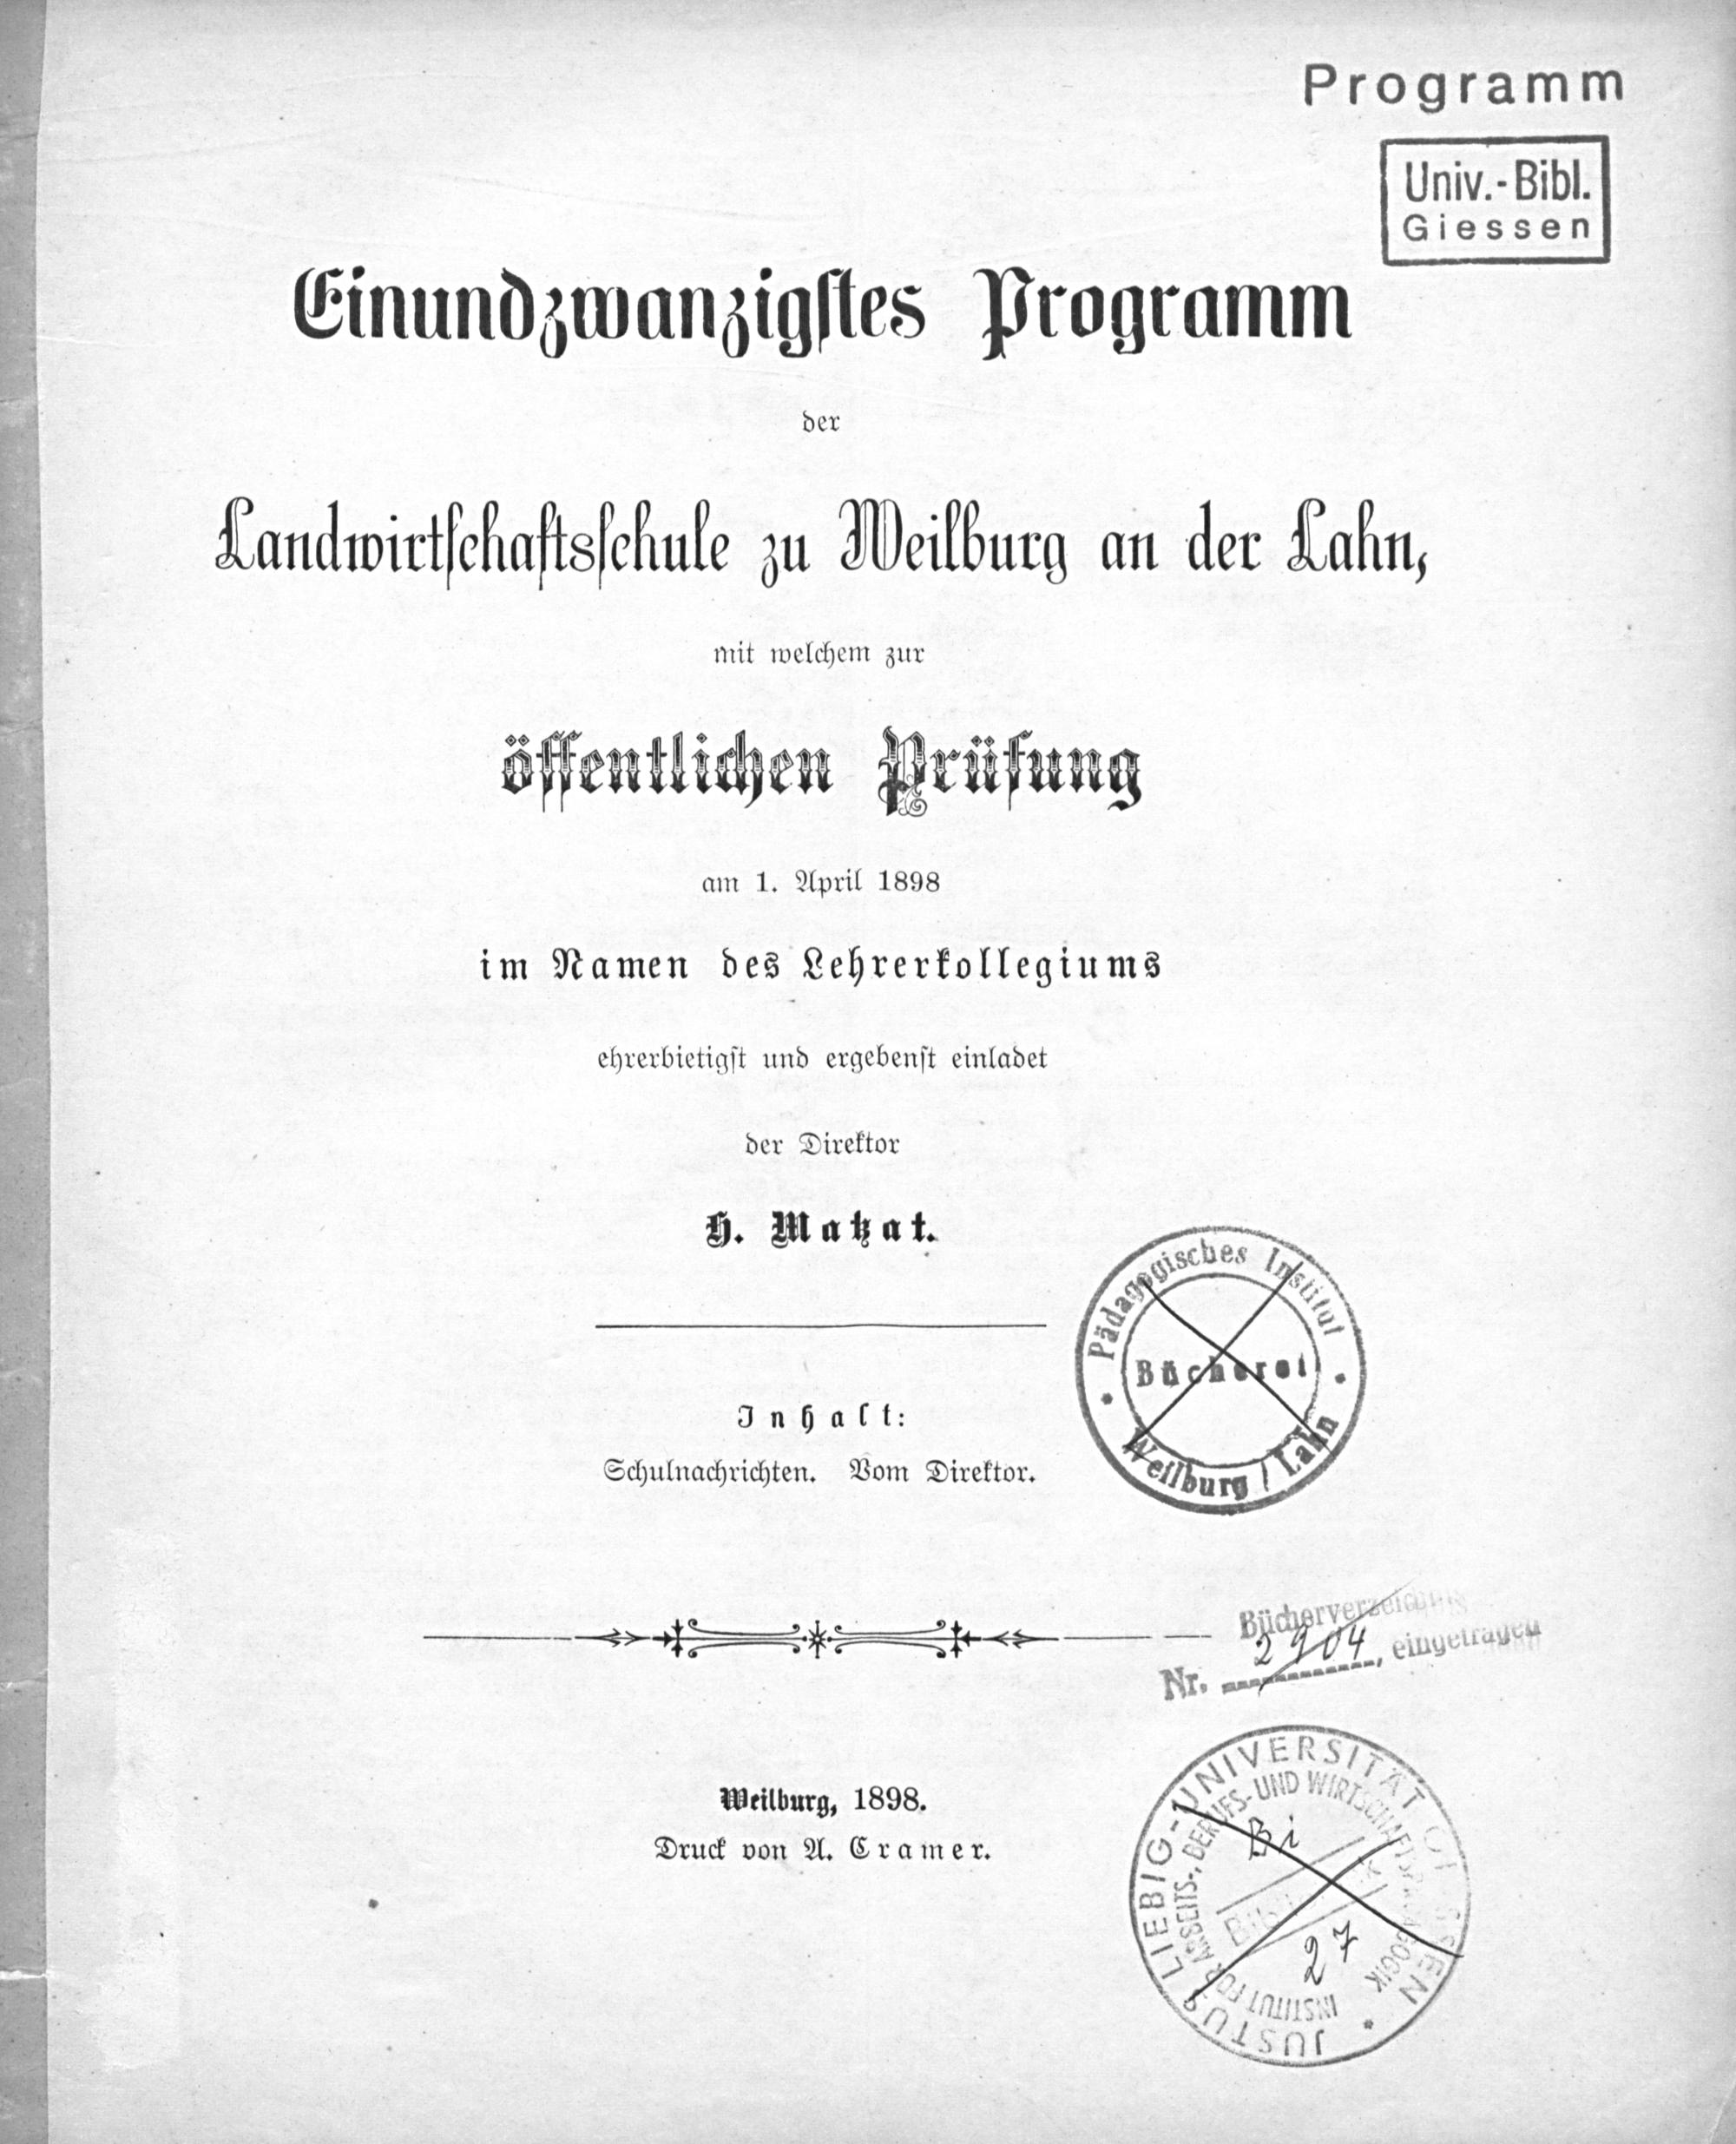 Programm
Univ.-Bibl.
Giessen
Einundzwanzigstes Programm
der
Landwirtschaftsschule zu Weilburg an der Lahn,
mit welchem zur
öffentlichen Prüfung
am 1. April 1898
im Namen des Lehrerkollegiums
ehrerbietigst und ergebenst einladet
der Direktor
H. Matzat.
Pädagogisches Institut
Bücherei
Weilburg / Lahn
Inhalt:
Schulnachrichten. Vom Direktor.
Bücherverzeichnis
Nr. 2904, eingetragen
Weilburg, 1898.
Druck von A. Cramer.
JUSTUS LIEBIG-UNIVERSITÄT GIESSEN
INSTITUT FÜR ARBEITS-, BERUFS- UND WIRTSCHAFTSPÄDAGOGIK
Bi
27